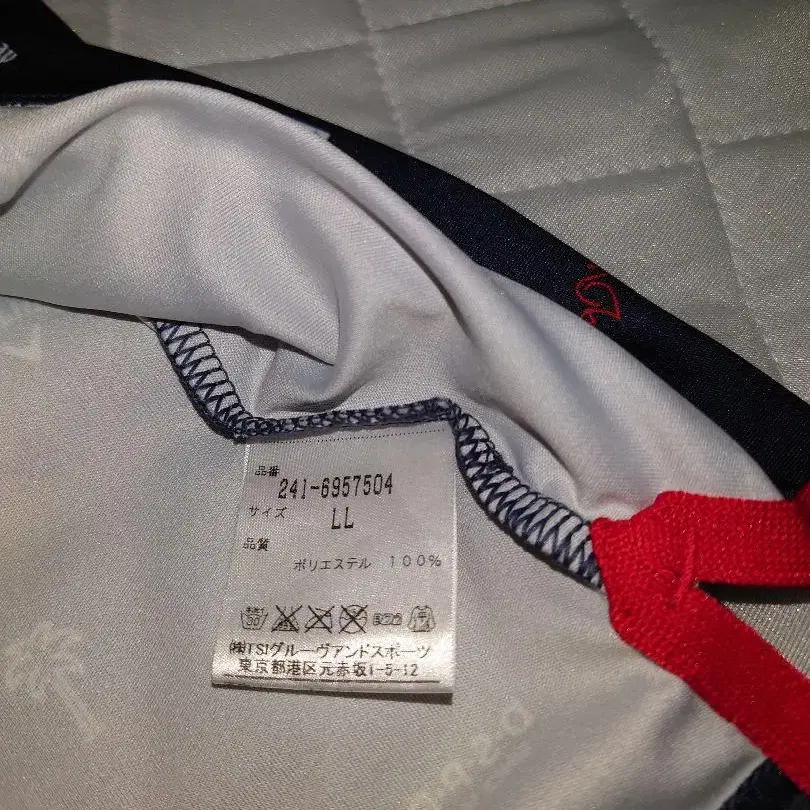 品番
241-6957504
サイズ
LL
品質
ポリエステル 100%
㈱TSIグルーヴアンドスポーツ
東京都港区元赤坂1-5-12